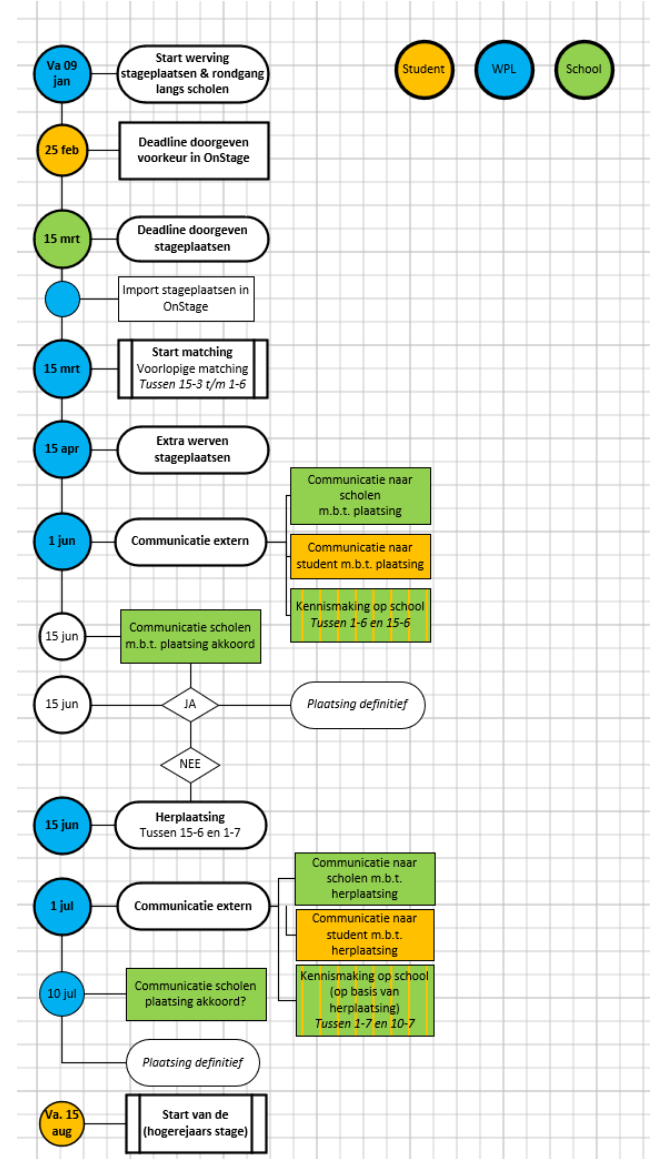 Va 09
jan
Start werving
stageplaatsen & rondgang
langs scholen
Student
WPL
School
25 feb
Deadline doorgeven
voorkeur in OnStage
15 mrt
Deadline doorgeven
stageplaatsen
Import stageplaatsen in
OnStage
15 mrt
Start matching
Voorlopige matching
Tussen 15-3 t/m 1-6
15 apr
Extra werven
stageplaatsen
1 jun
Communicatie extern
Communicatie naar
scholen
m.b.t. plaatsing
Communicatie naar
student m.b.t. plaatsing
Kennismaking op school
Tussen 1-6 en 15-6
15 jun
Communicatie scholen
m.b.t. plaatsing akkoord
15 jun
JA
Plaatsing definitief
NEE
15 jun
Herplaatsing
Tussen 15-6 en 1-7
1 jul
Communicatie extern
Communicatie naar
scholen m.b.t.
herplaatsing
Communicatie naar
student m.b.t.
herplaatsing
Kennismaking op school
(op basis van
herplaatsing)
Tussen 1-7 en 10-7
10 jul
Communicatie scholen
plaatsing akkoord?
Plaatsing definitief
Va. 15
aug
Start van de
(hogerejaars stage)